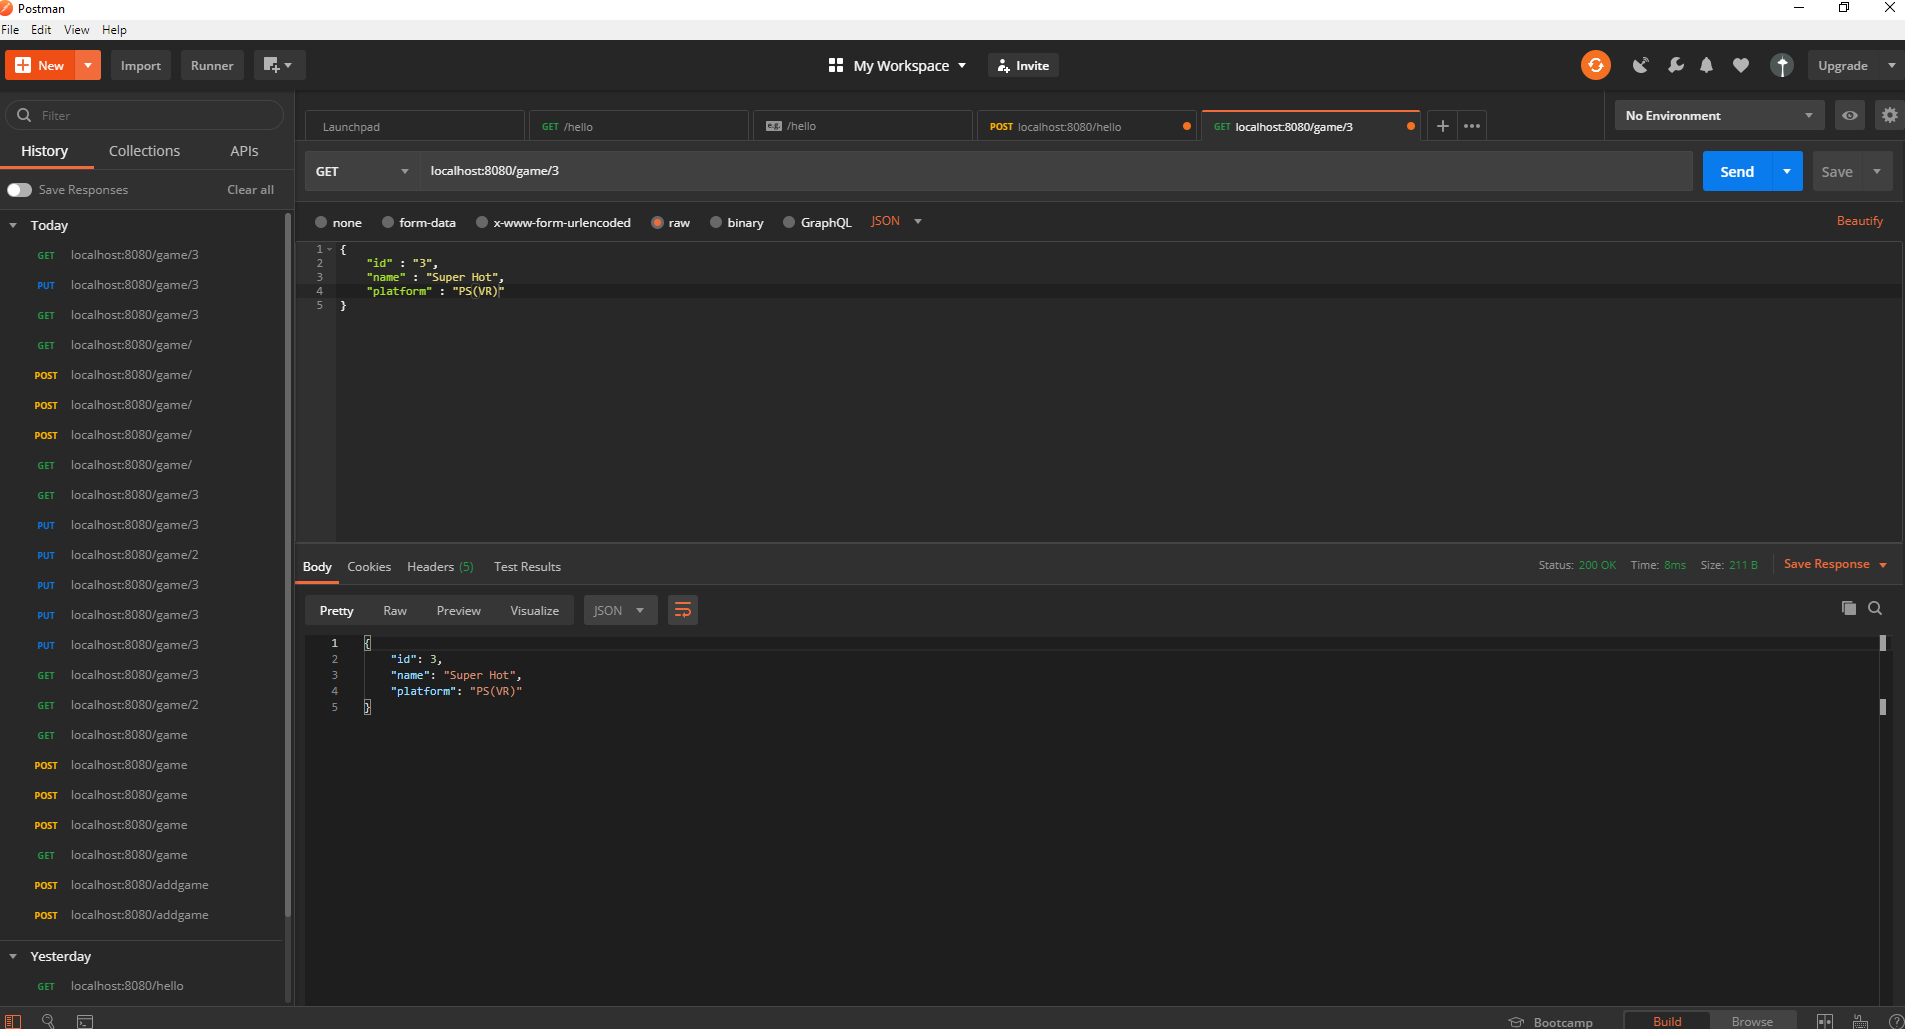 Postman
File Edit View Help
New Import Runner My Workspace Invite Upgrade
Filter
History Collections APIs
Save Responses Clear all
Today
GET localhost:8080/game/3
PUT localhost:8080/game/3
GET localhost:8080/game/3
GET localhost:8080/game/
POST localhost:8080/game/
POST localhost:8080/game/
POST localhost:8080/game/
GET localhost:8080/game/
GET localhost:8080/game/3
PUT localhost:8080/game/3
PUT localhost:8080/game/2
PUT localhost:8080/game/3
PUT localhost:8080/game/3
PUT localhost:8080/game/3
GET localhost:8080/game/3
GET localhost:8080/game/2
GET localhost:8080/game
POST localhost:8080/game
POST localhost:8080/game
POST localhost:8080/game
GET localhost:8080/game
POST localhost:8080/addgame
POST localhost:8080/addgame
Yesterday
GET localhost:8080/hello
Launchpad GET /hello e.g. /hello POST localhost:8080/hello GET localhost:8080/game/3 No Environment
GET localhost:8080/game/3 Send Save
none form-data x-www-form-urlencoded raw binary GraphQL JSON Beautify
1 {
2 "id" : "3",
3 "name" : "Super Hot",
4 "platform" : "PS(VR)"
5 }
Body Cookies Headers (5) Test Results Status: 200 OK Time: 8ms Size: 211 B Save Response
Pretty Raw Preview Visualize JSON
1 {
2 "id": 3,
3 "name": "Super Hot",
4 "platform": "PS(VR)"
5 }
Bootcamp Build Browse